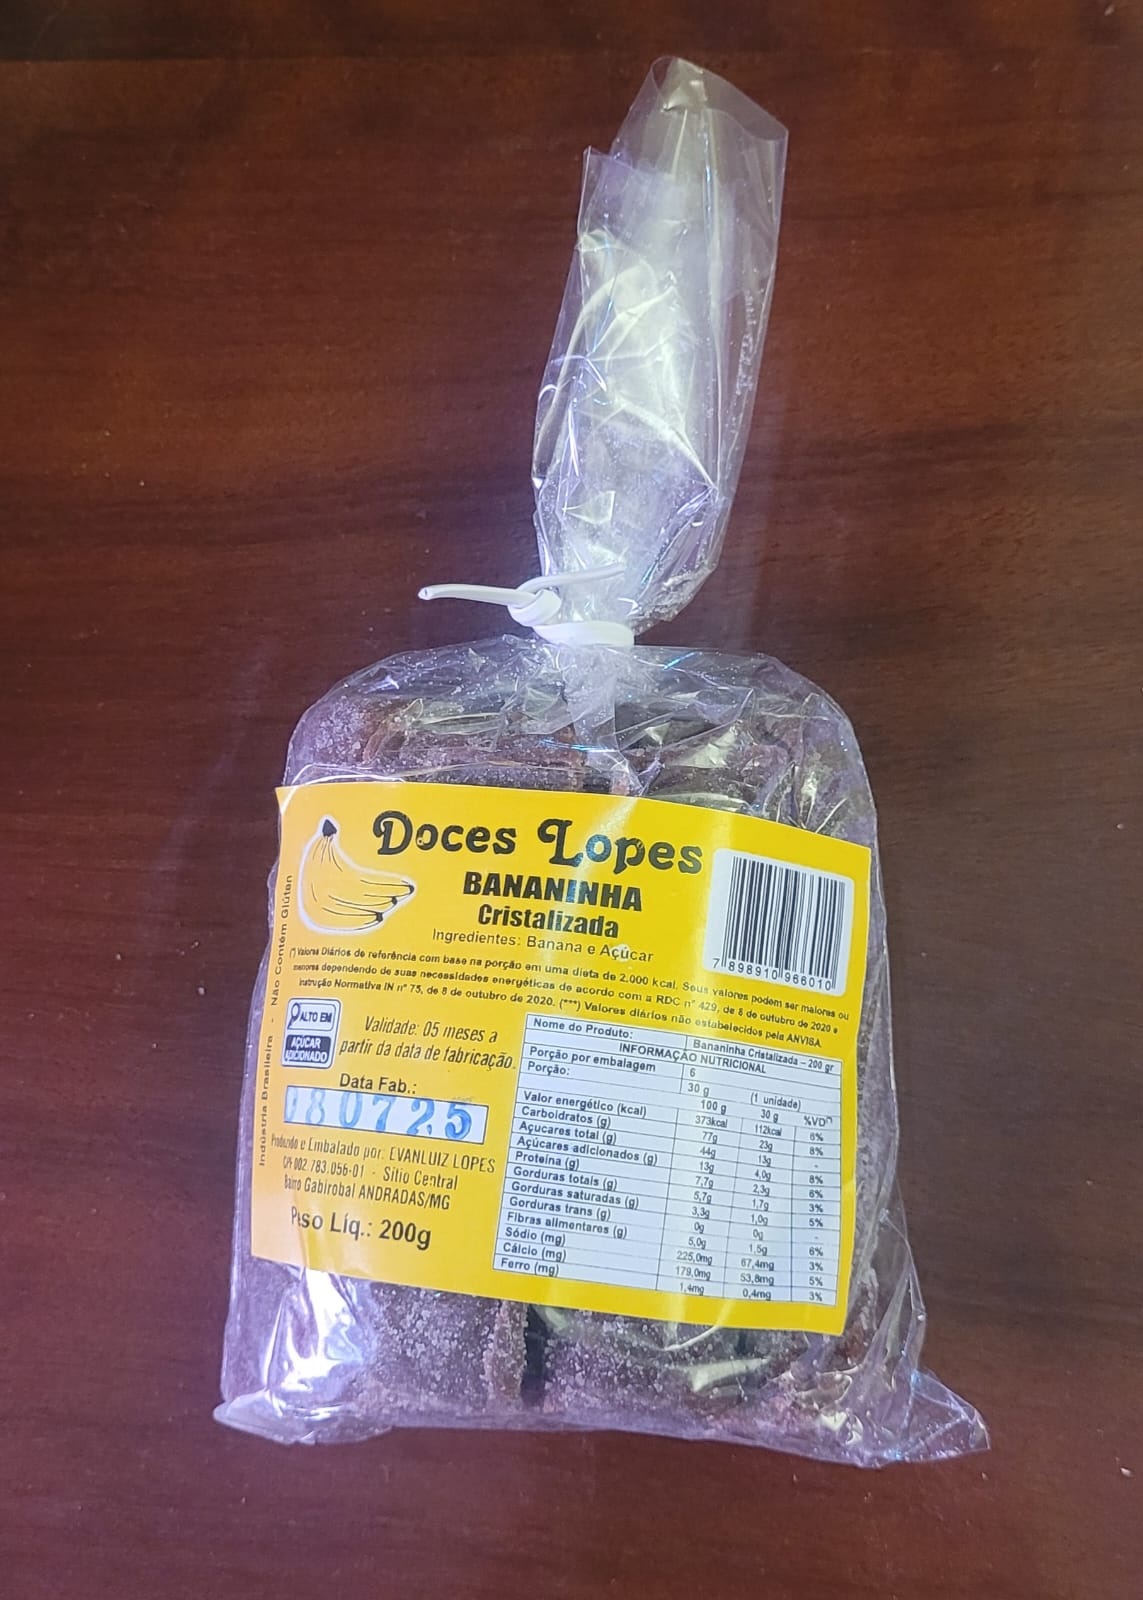 Doces Lopes
BANANINHA
Cristalizada
Ingredientes: Banana e Açúcar
7 898910 966010
(*) Valores Diários de referência com base na porção em uma dieta de 2.000 kcal. Seus valores podem ser maiores ou
menores dependendo de suas necessidades energéticas de acordo com a RDC nº 429, de 8 de outubro de 2020 e
instrução Normativa IN nº 75, de 8 de outubro de 2020. (***) Valores diários não estabelecidos pela ANVISA.
Indústria Brasileira - Não Contém Glúten
ALTO EM
AÇÚCAR
ADICIONADO
Validade: 05 meses a
partir da data de fabricação.
Data Fab.:
080725
Produzido e Embalado por: EVANLUIZ LOPES
CPF 002.783.056-01 - Sítio Central
Bairro Gabirobal ANDRADAS/MG
Peso Líq.: 200g
Nome do Produto: Bananinha Cristalizada – 200 gr
INFORMAÇÃO NUTRICIONAL
Porção por embalagem 6
Porção: 30 g (1 unidade)
100 g 30 g %VD(*)
Valor energético (kcal) 373kcal 112kcal 6%
Carboidratos (g) 77g 23g 8%
Açucares total (g) 44g 13g -
Açúcares adicionados (g) 13g 4,0g 8%
Proteína (g) 7,7g 2,3g 6%
Gorduras totais (g) 5,7g 1,7g 3%
Gorduras saturadas (g) 3,3g 1,0g 5%
Gorduras trans (g) 0g 0g -
Fibras alimentares (g) 5,0g 1,5g 6%
Sódio (mg) 225,0mg 67,4mg 3%
Cálcio (mg) 179,0mg 53,8mg 5%
Ferro (mg) 1,4mg 0,4mg 3%